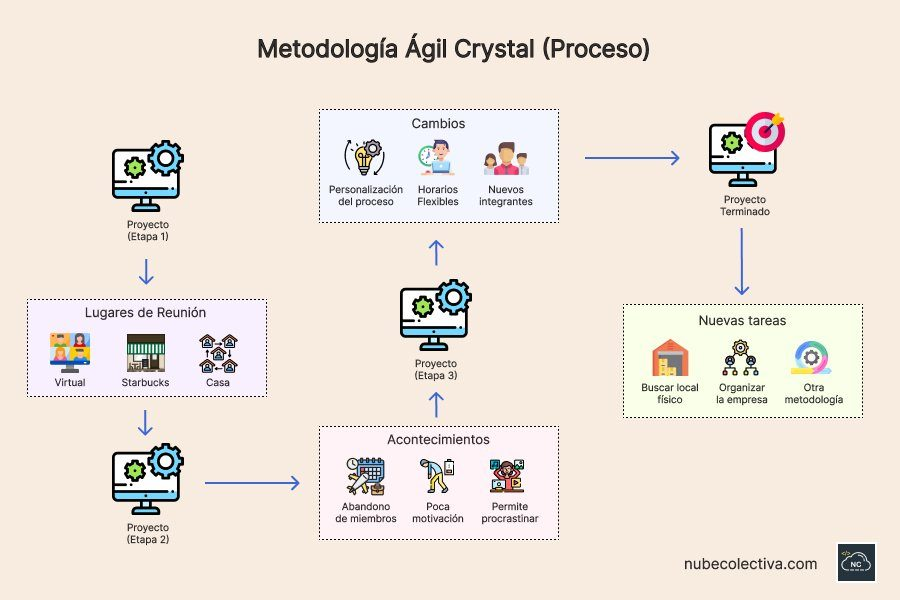 Metodología Ágil Crystal (Proceso)
Proyecto
(Etapa 1)
Lugares de Reunión
Virtual
Starbucks
Casa
Proyecto
(Etapa 2)
Acontecimientos
Abandono
de miembros
Poca
motivación
Permite
procrastinar
Proyecto
(Etapa 3)
Cambios
Personalización
del proceso
Horarios
Flexibles
Nuevos
integrantes
Proyecto
Terminado
Nuevas tareas
Buscar local
físico
Organizar
la empresa
Otra
metodología
nubecolectiva.com
</> NC